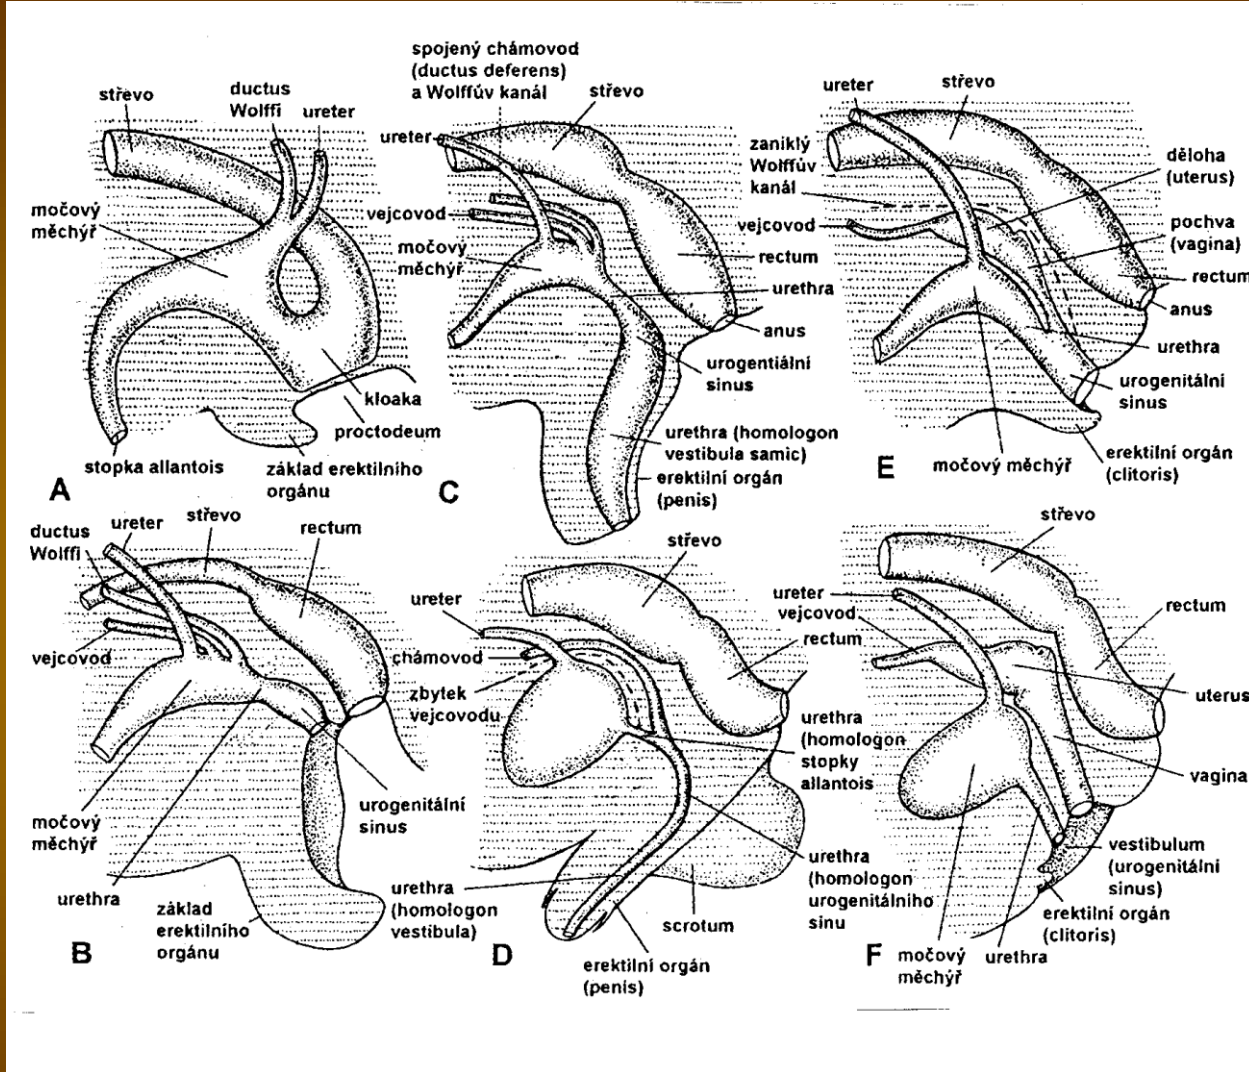 střevo
ductus
Wolffi
ureter
močový
měchýř
kloaka
proctodeum
stopka allantois
základ erektilního
orgánu
A
spojený chámovod
(ductus deferens)
a Wolffův kanál
střevo
ureter
vejcovod
močový
měchýř
rectum
urethra
anus
urogentiální
sinus
urethra (homologon
vestibula samic)
erektilní orgán
(penis)
C
ureter
střevo
zaniklý
Wolffův
kanál
děloha
(uterus)
vejcovod
pochva
(vagina)
rectum
anus
urethra
urogenitální
sinus
erektilní orgán
(clitoris)
močový měchýř
E
ductus
Wolffi
ureter
střevo
rectum
vejcovod
močový
měchýř
urogenitální
sinus
urethra
základ
erektilního
orgánu
B
střevo
ureter
rectum
chámovod
zbytek
vejcovodu
urethra
(homologon
stopky
allantois
urethra
(homologon
vestibula)
urethra
(homologon
urogenitálního
sinu
scrotum
erektilní orgán
(penis)
D
střevo
ureter
vejcovod
rectum
uterus
vagina
vestibulum
(urogenitální
sinus)
erektilní orgán
(clitoris)
močový
měchýř
urethra
F